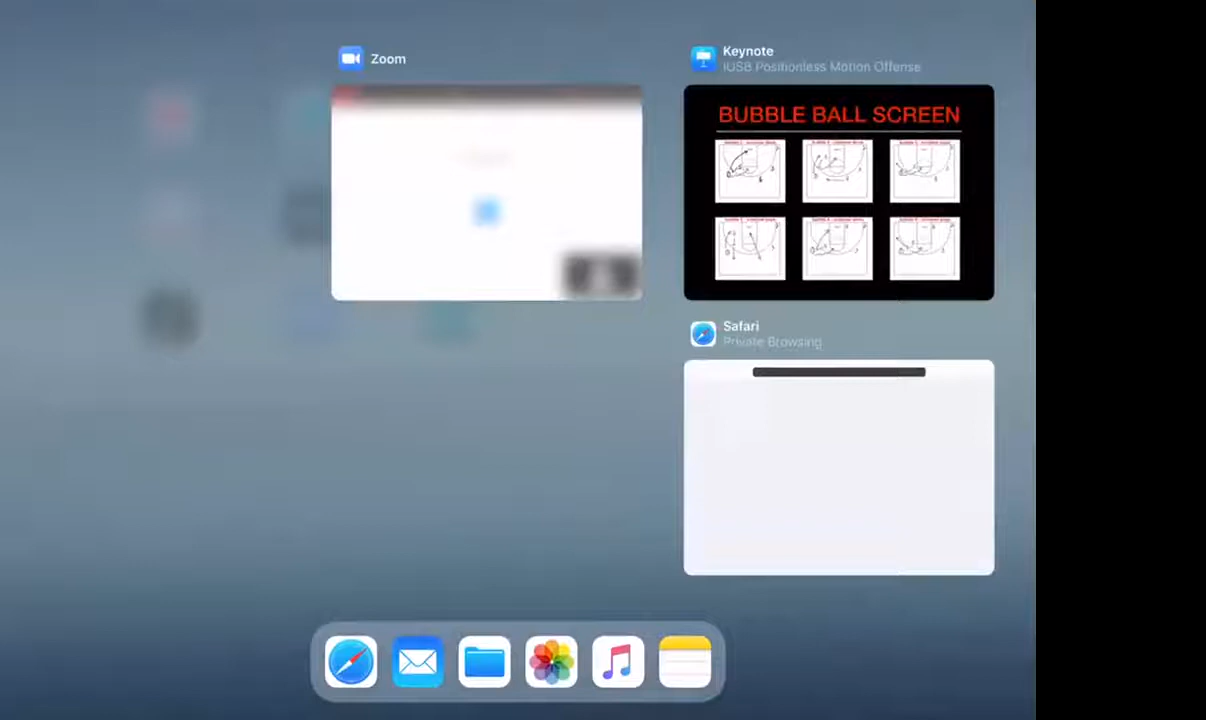 Zoom
Keynote
IUSB Positionless Motion Offense
BUBBLE BALL SCREEN
Safari
Private Browsing